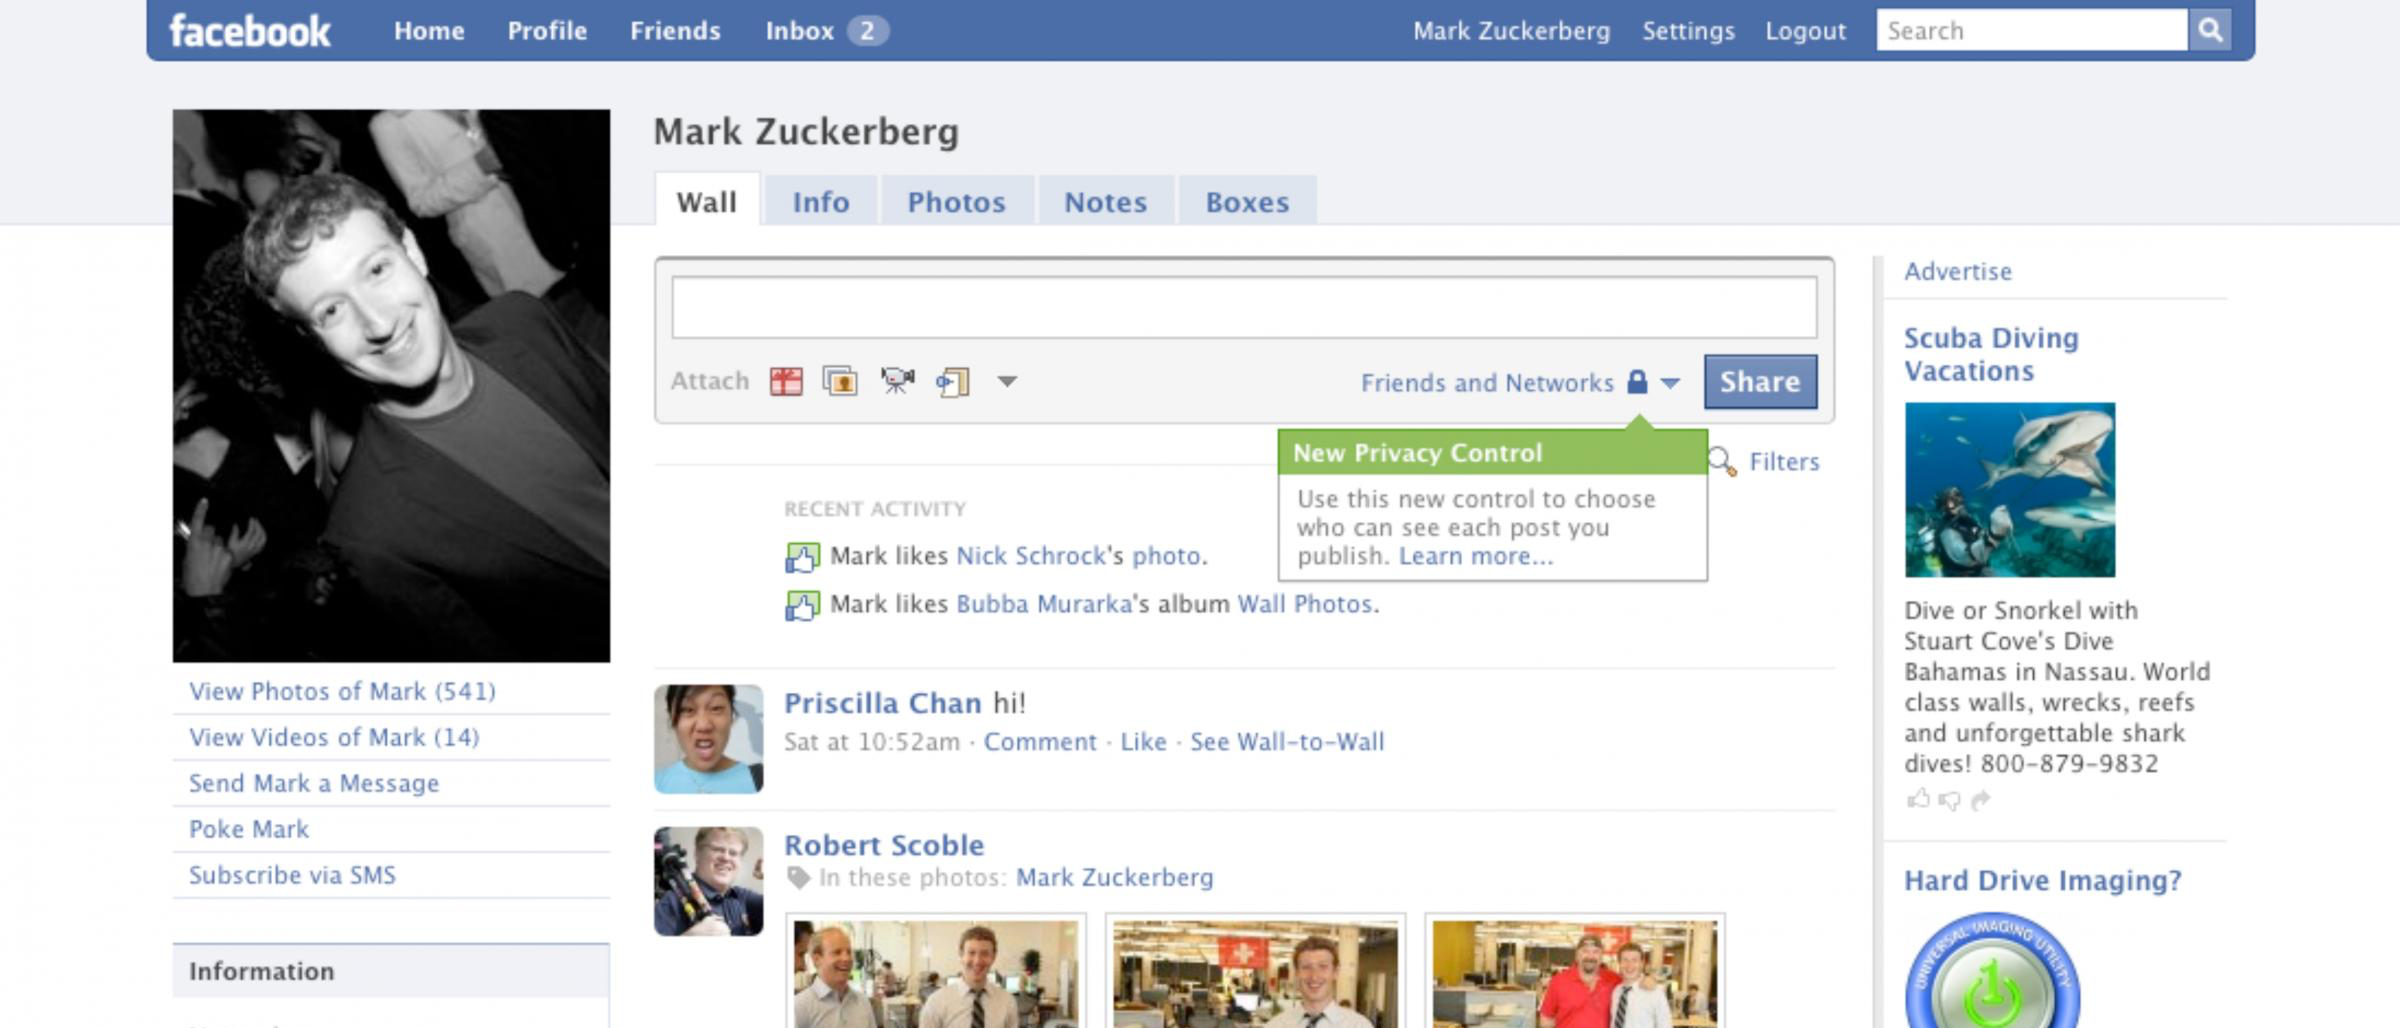 facebook Home Profile Friends Inbox 2 Mark Zuckerberg Settings Logout Search
Mark Zuckerberg
Wall Info Photos Notes Boxes
Attach Friends and Networks Share
New Privacy Control
Use this new control to choose
who can see each post you
publish. Learn more...
Filters
RECENT ACTIVITY
Mark likes Nick Schrock's photo.
Mark likes Bubba Murarka's album Wall Photos.
View Photos of Mark (541)
View Videos of Mark (14)
Send Mark a Message
Poke Mark
Subscribe via SMS
Information
Priscilla Chan hi!
Sat at 10:52am · Comment · Like · See Wall-to-Wall
Robert Scoble
In these photos: Mark Zuckerberg
Advertise
Scuba Diving
Vacations
Dive or Snorkel with
Stuart Cove's Dive
Bahamas in Nassau. World
class walls, wrecks, reefs
and unforgettable shark
dives! 800-879-9832
Hard Drive Imaging?
UNIVERSAL IMAGING UTILITY